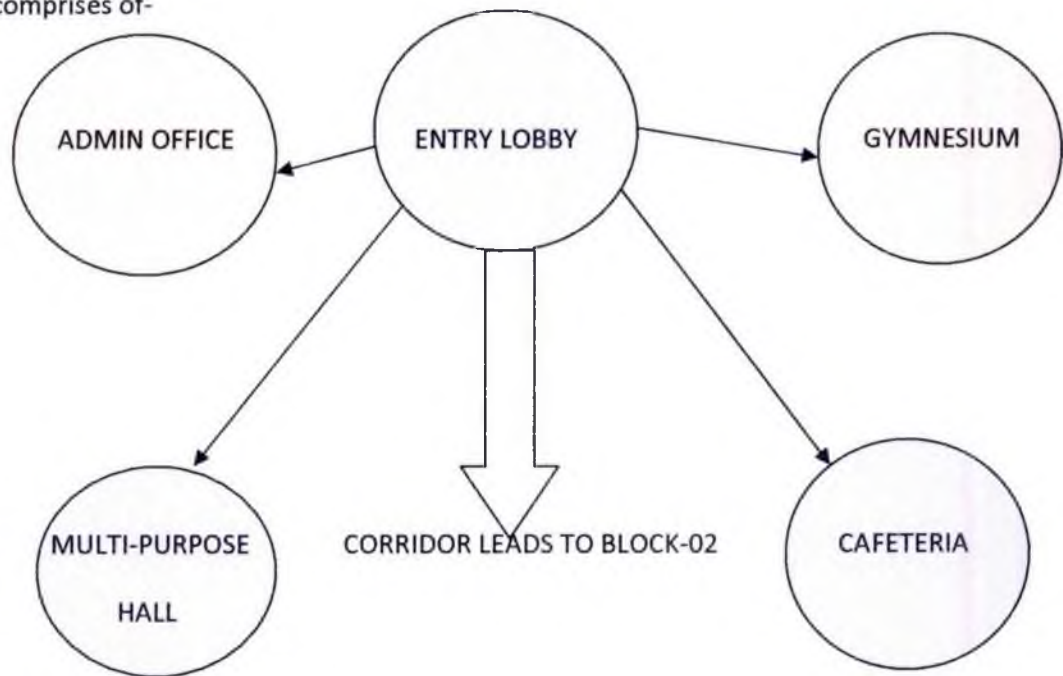 comprises of-
ADMIN OFFICE
ENTRY LOBBY
GYMNESIUM
MULTI-PURPOSE
HALL
CORRIDOR LEADS TO BLOCK-02
CAFETERIA